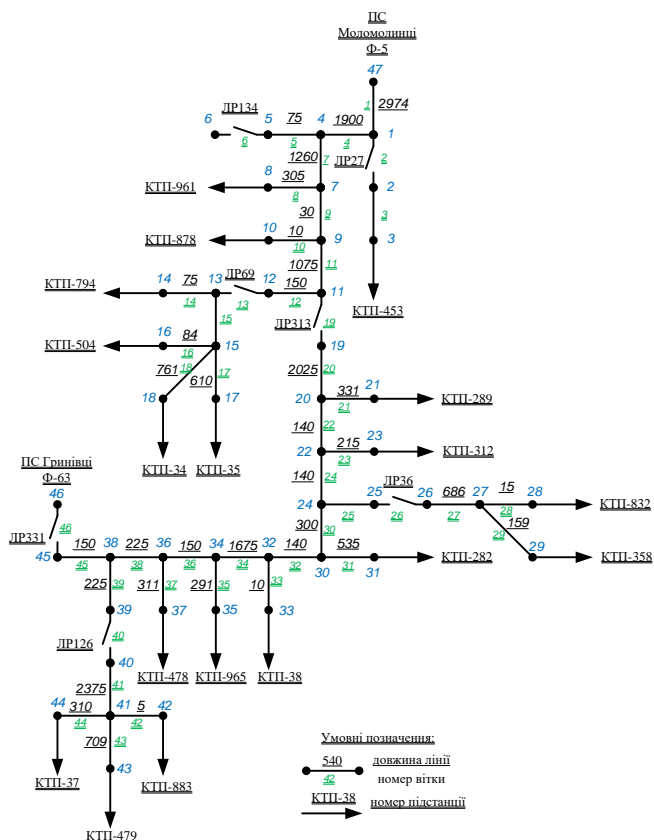 ПС
Моломолинці
Ф-5
47
1 2974
ЛР134
6 5 75 4 1900 1
6 5 4
1260 7 ЛР27 2
8
КТП-961 305 7 2
8
30 9 3
10 10 9 3
КТП-878
10
1075 11
ЛР69
КТП-794 14 75 13 12 150 11 КТП-453
14 13 12
15 ЛР313 19
16 84 15 19
КТП-504
16
761 18 610 17 2025 20
18 17 20 331 21 КТП-289
21
140 22
КТП-34 КТП-35 22 215 23 КТП-312
23
ПС Гринівці
Ф-63
140 24 ЛР36
46 24 25 26 686 27 15 28 КТП-832
25 26 27 28
ЛР331 46 300 30 29 159
45 150 38 225 36 150 34 1675 32 140 535 29 КТП-358
КТП-282
45 38 36 34 32 30 31 31
225 39 311 37 291 35 10 33
39 37 35 33
ЛР126 40
40 КТП-478 КТП-965 КТП-38
2375 41
44 310 41 5 42
44 42
709 43
КТП-37 43 КТП-883
КТП-479
Умовні позначення:
540 довжина лінії
42 номер вітки
КТП-38 номер підстанції